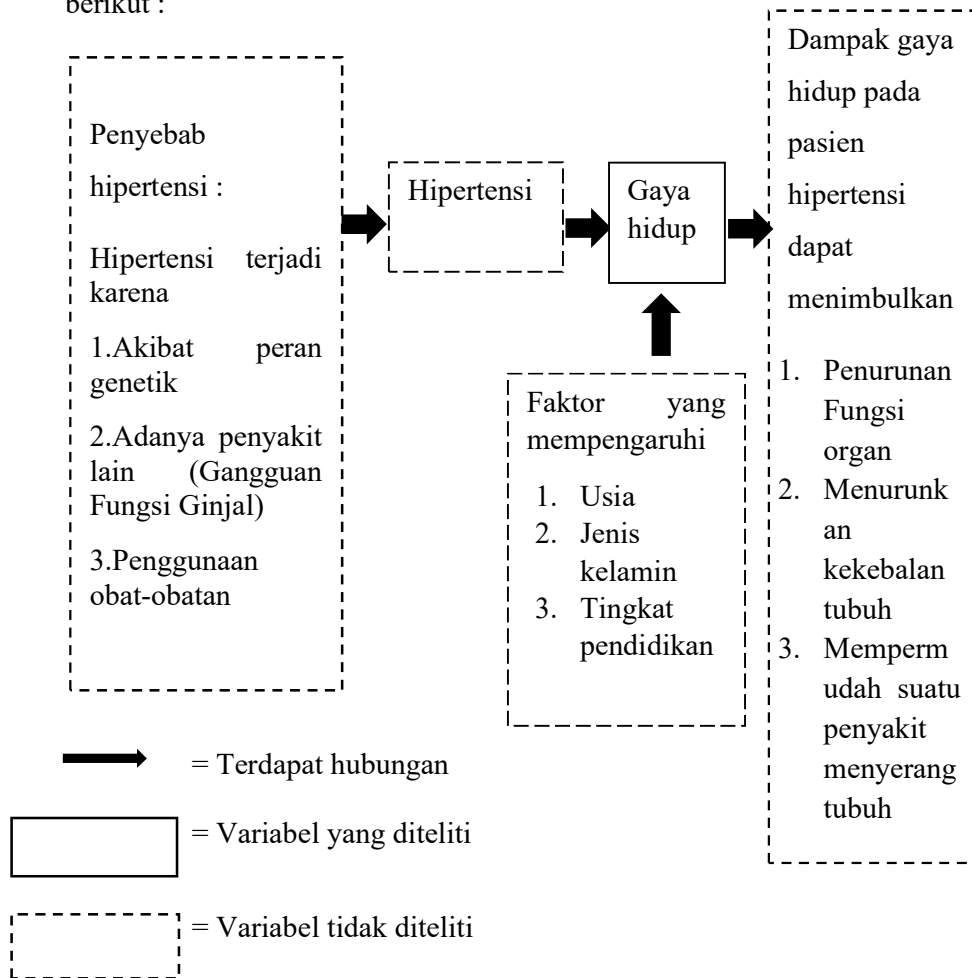 berikut :
Penyebab
hipertensi :
Hipertensi terjadi
karena
1.Akibat peran
genetik
2.Adanya penyakit
lain (Gangguan
Fungsi Ginjal)
3.Penggunaan
obat-obatan
Hipertensi
Gaya
hidup
Faktor yang
mempengaruhi
1. Usia
2. Jenis
kelamin
3. Tingkat
pendidikan
Dampak gaya
hidup pada
pasien
hipertensi
dapat
menimbulkan
1. Penurunan
Fungsi
organ
2. Menurunk
an
kekebalan
tubuh
3. Memperm
udah suatu
penyakit
menyerang
tubuh
= Terdapat hubungan
= Variabel yang diteliti
= Variabel tidak diteliti